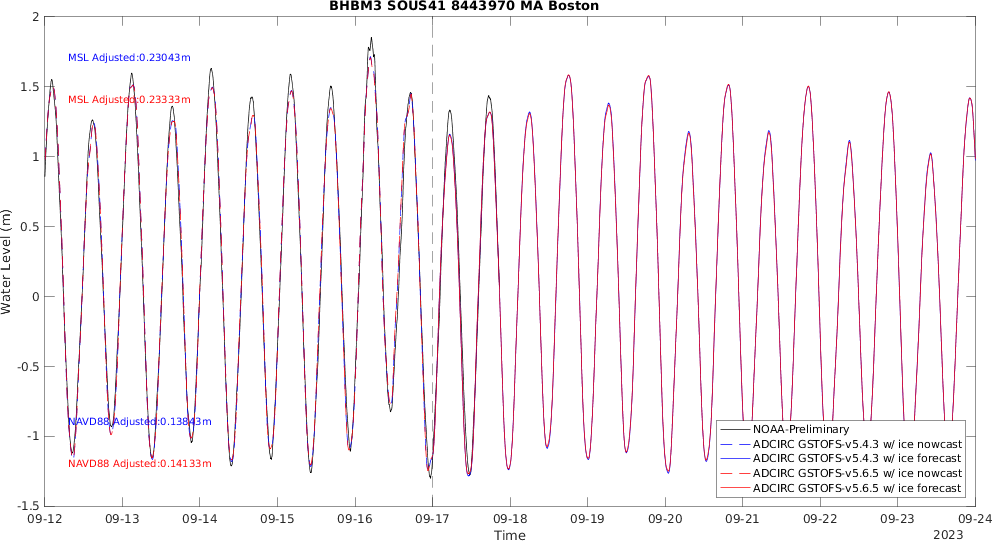 BHBM3 SOUS41 8443970 MA Boston
2
MSL Adjusted:0.23043m
1.5
MSL Adjusted:0.23333m
1
0.5
Water Level (m)
0
-0.5
NAVD88 Adjusted:0.13843m
-1
NAVD88 Adjusted:0.14133m
-1.5
NOAA-Preliminary
ADCIRC GSTOFS-v5.4.3 w/ ice nowcast
ADCIRC GSTOFS-v5.4.3 w/ ice forecast
ADCIRC GSTOFS-v5.6.5 w/ ice nowcast
ADCIRC GSTOFS-v5.6.5 w/ ice forecast
09-12 09-13 09-14 09-15 09-16 09-17 09-18 09-19 09-20 09-21 09-22 09-23 09-24
Time
2023